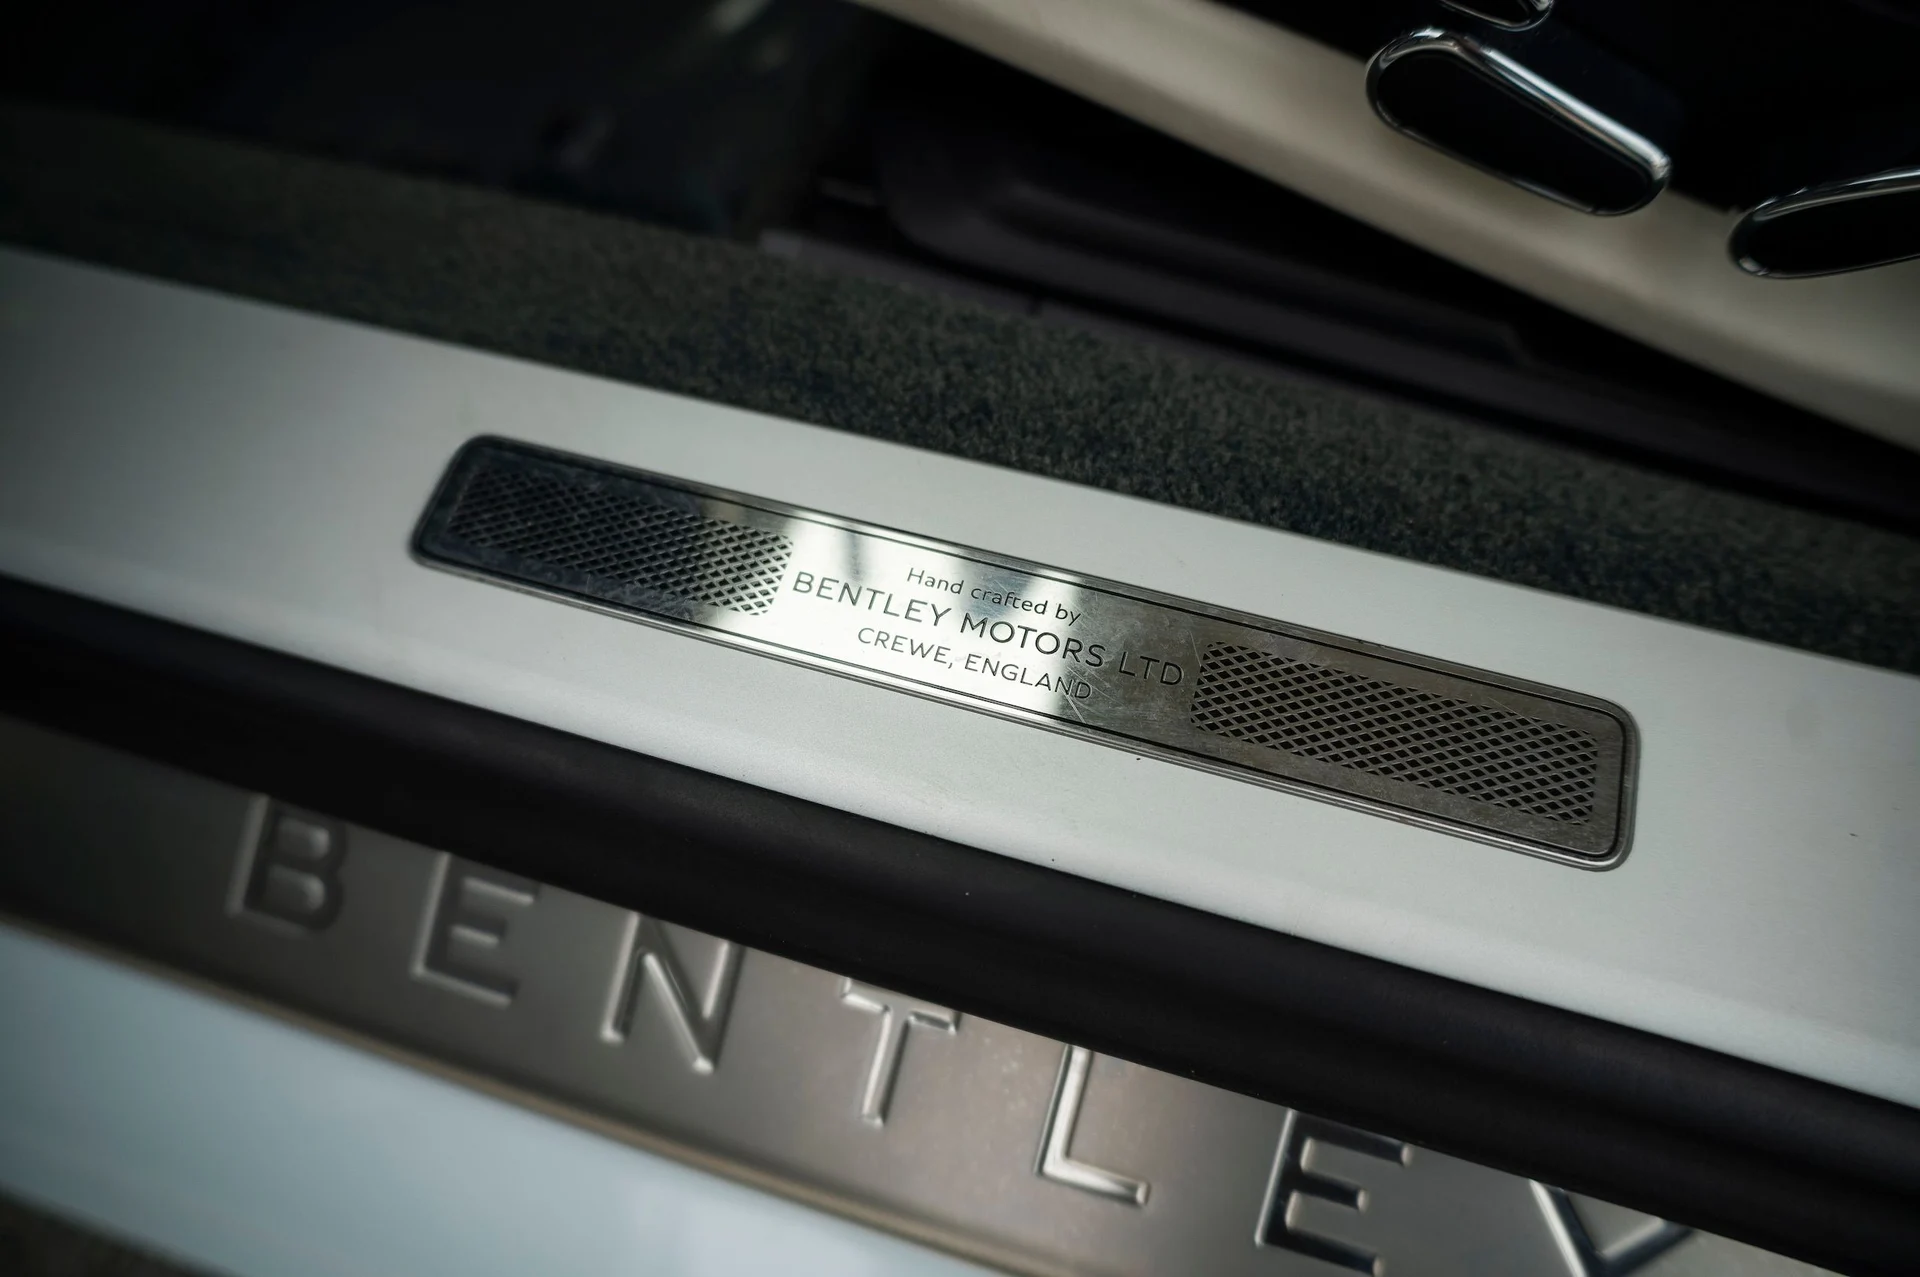 Hand crafted by
BENTLEY MOTORS LTD
CREWE, ENGLAND
BENTLEY